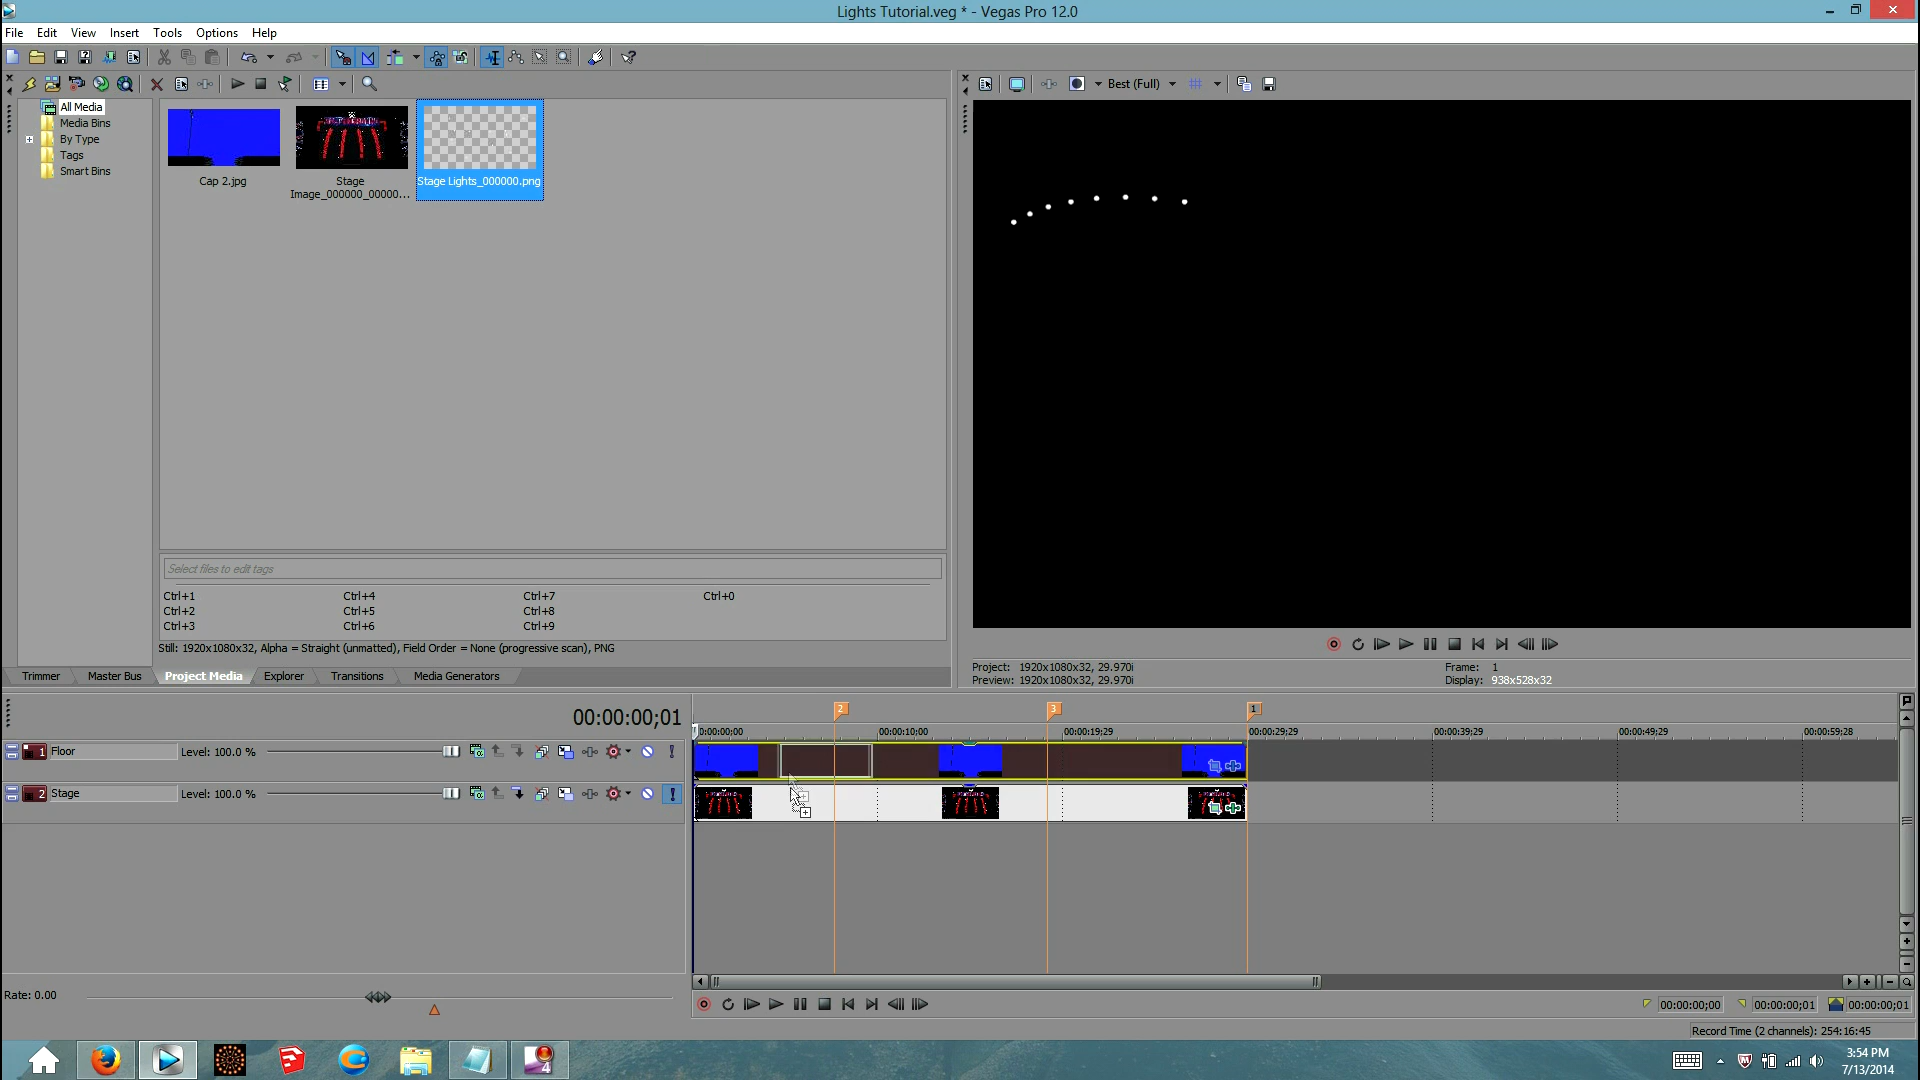 Lights Tutorial.veg * - Vegas Pro 12.0
File Edit View Insert Tools Options Help
Best (Full)
All Media
Media Bins
By Type
Tags
Smart Bins
Cap 2.jpg
Stage
Image_000000_00000...
Stage Lights_000000.png
Select files to edit tags
Ctrl+1 Ctrl+4 Ctrl+7 Ctrl+0
Ctrl+2 Ctrl+5 Ctrl+8
Ctrl+3 Ctrl+6 Ctrl+9
Still: 1920x1080x32, Alpha = Straight (unmatted), Field Order = None (progressive scan), PNG
Trimmer Master Bus Project Media Explorer Transitions Media Generators
Project: 1920x1080x32, 29.970i Frame: 1
Preview: 1920x1080x32, 29.970i Display: 938x528x32
00:00:00;01
2 3 1
0:00:00;00 00:00:10;00 00:00:19;29 00:00:29;29 00:00:39;29 00:00:49;29 00:00:59;28
1 Floor Level: 100.0 %
2 Stage Level: 100.0 %
Rate: 0.00
00:00:00;00 00:00:00;01 00:00:00;01
Record Time (2 channels): 254:16:45
4
3:54 PM
7/13/2014